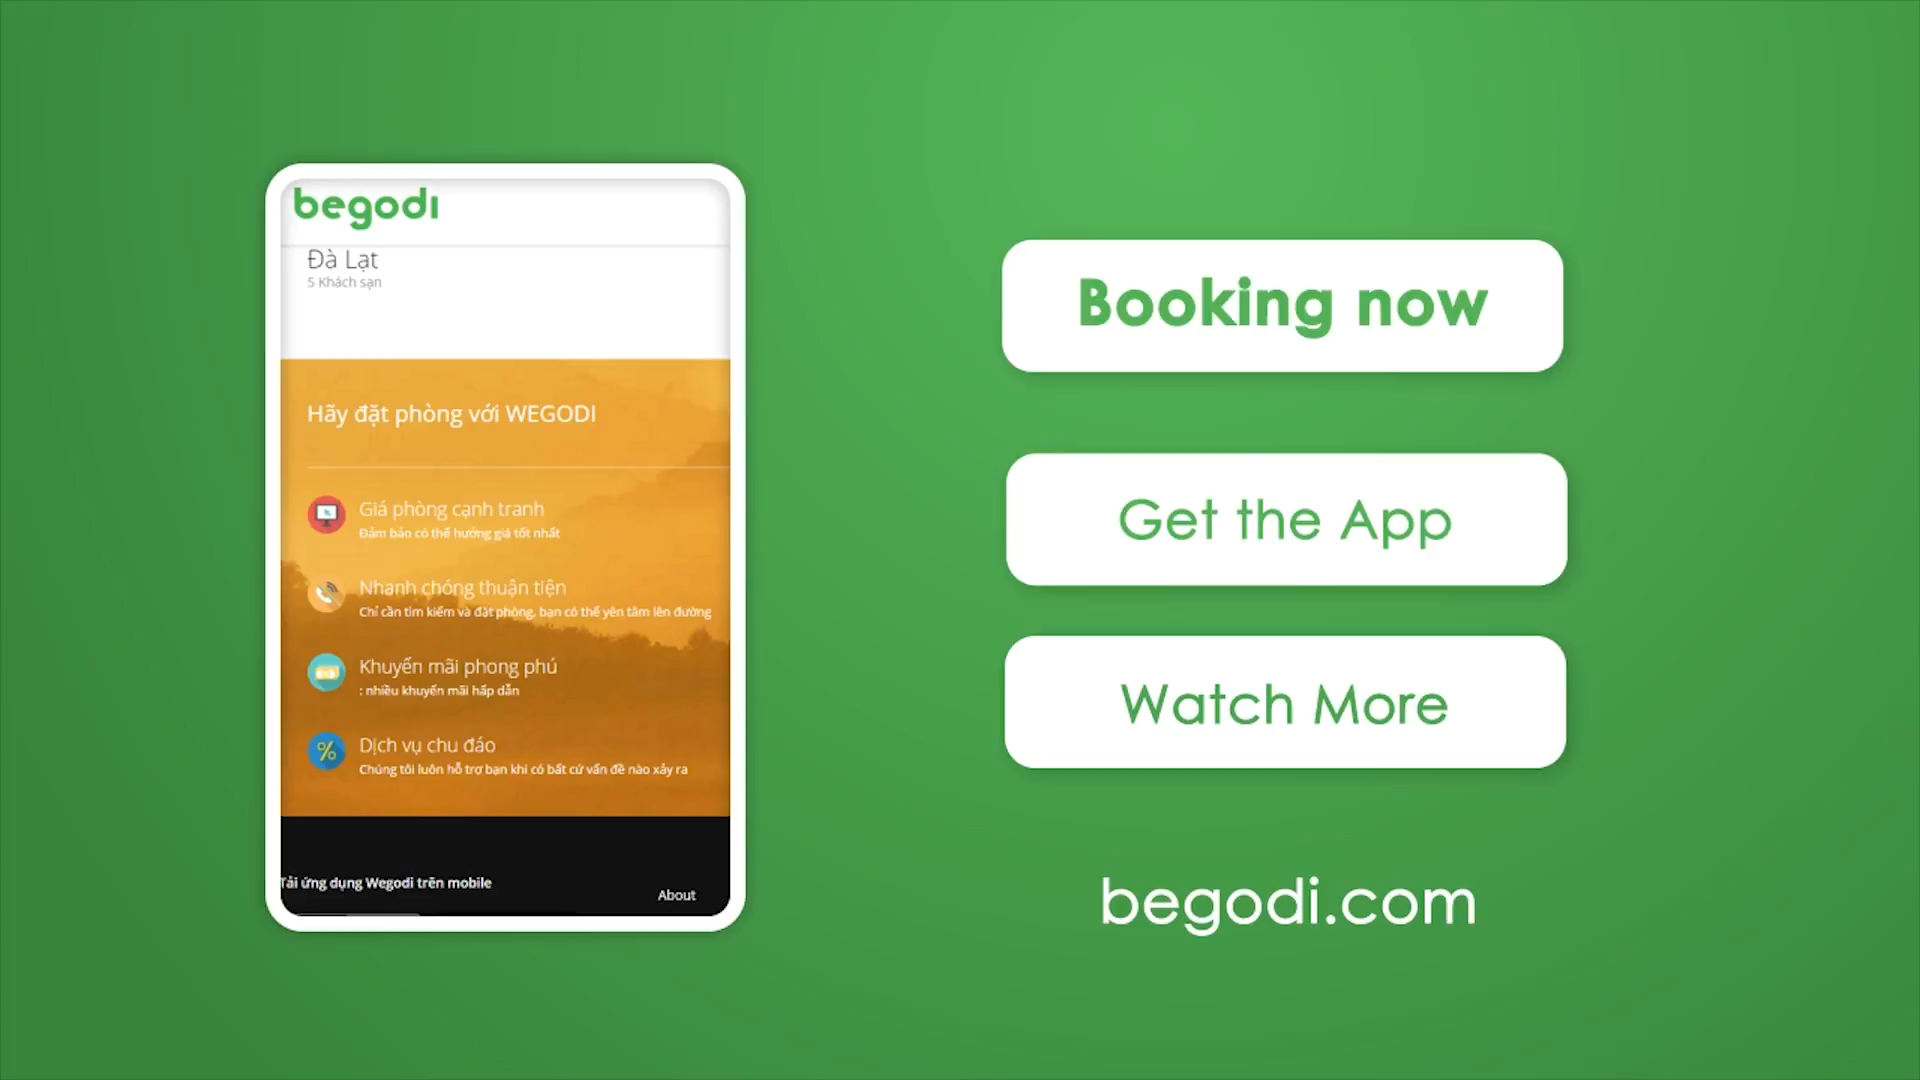 begodi
Đà Lạt
5 Khách sạn
Hãy đặt phòng với WEGODI
Giá phòng cạnh tranh
Đảm bảo có thể hưởng giá tốt nhất
Nhanh chóng thuận tiện
Chỉ cần tìm kiếm và đặt phòng, bạn có thể yên tâm lên đường
Khuyến mãi phong phú
: nhiều khuyến mãi hấp dẫn
%
Dịch vụ chu đáo
Chúng tôi luôn hỗ trợ bạn khi có bất cứ vấn đề nào xảy ra
Tải ứng dụng Wegodi trên mobile
About
Booking now
Get the App
Watch More
begodi.com